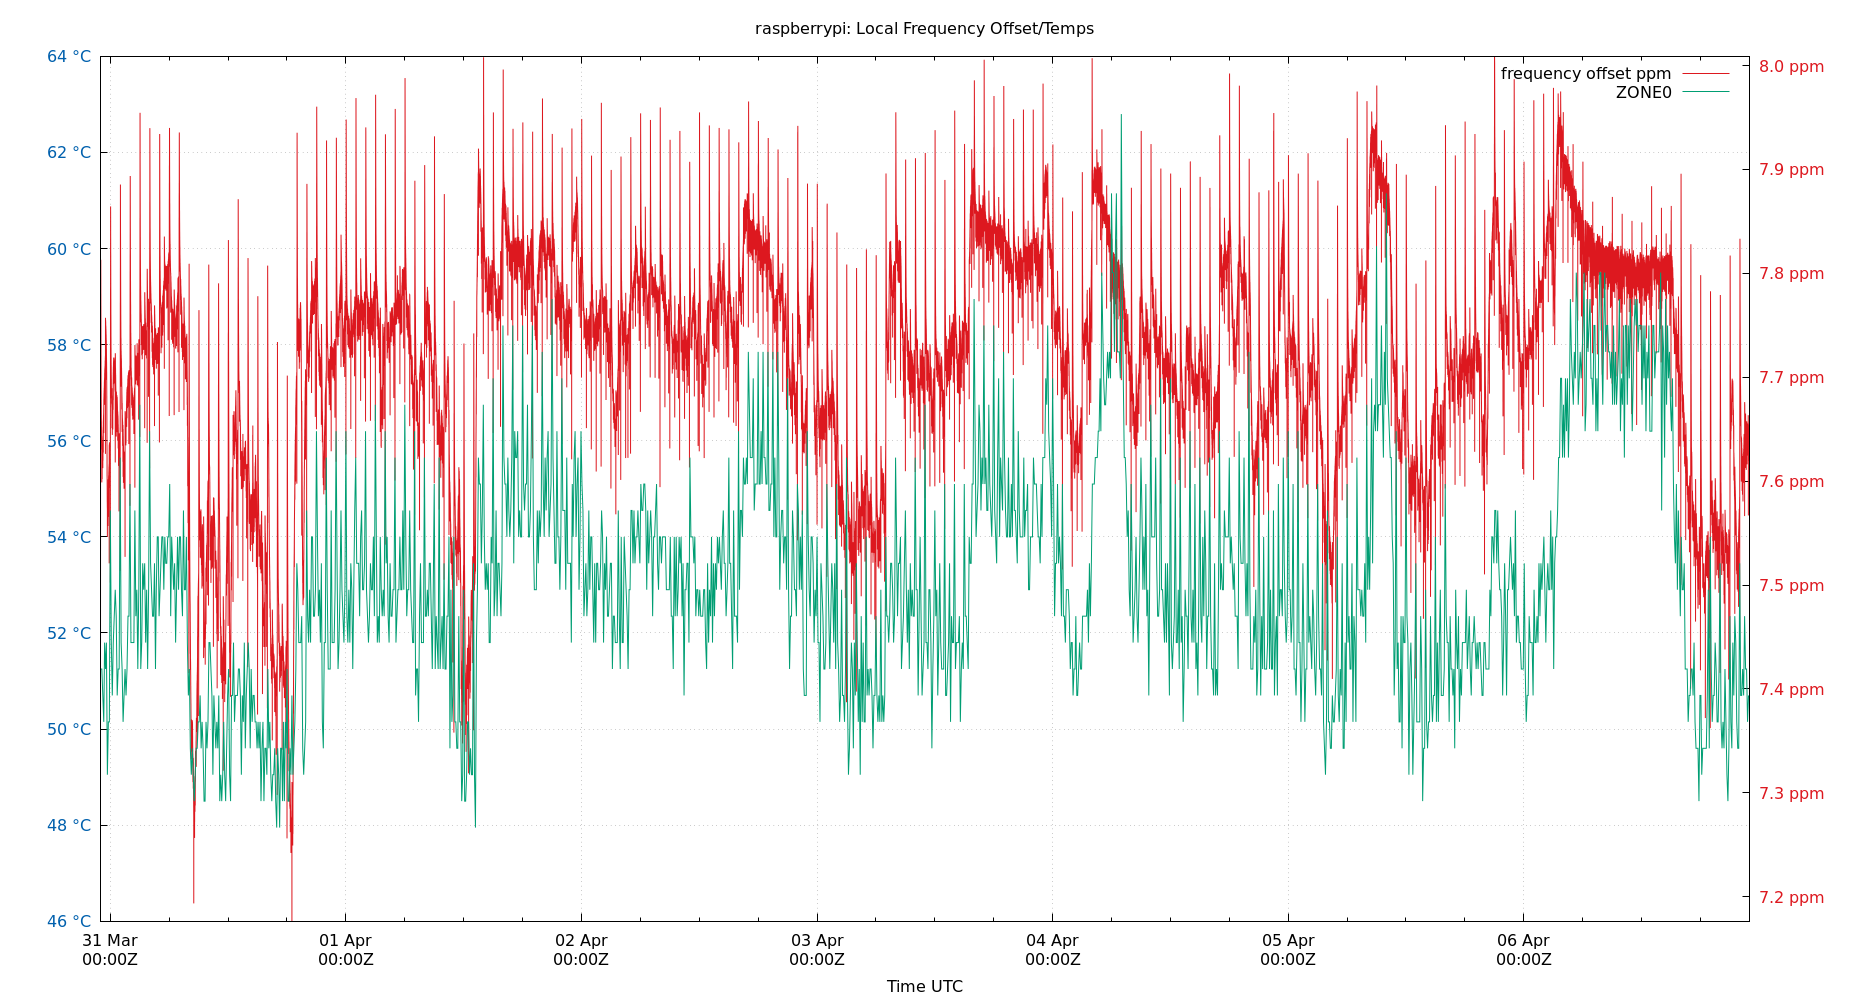 raspberrypi: Local Frequency Offset/Temps
64 °C
62 °C
60 °C
58 °C
56 °C
54 °C
52 °C
50 °C
48 °C
46 °C
8.0 ppm
7.9 ppm
7.8 ppm
7.7 ppm
7.6 ppm
7.5 ppm
7.4 ppm
7.3 ppm
7.2 ppm
frequency offset ppm
ZONE0
31 Mar 01 Apr 02 Apr 03 Apr 04 Apr 05 Apr 06 Apr
00:00Z 00:00Z 00:00Z 00:00Z 00:00Z 00:00Z 00:00Z
Time UTC